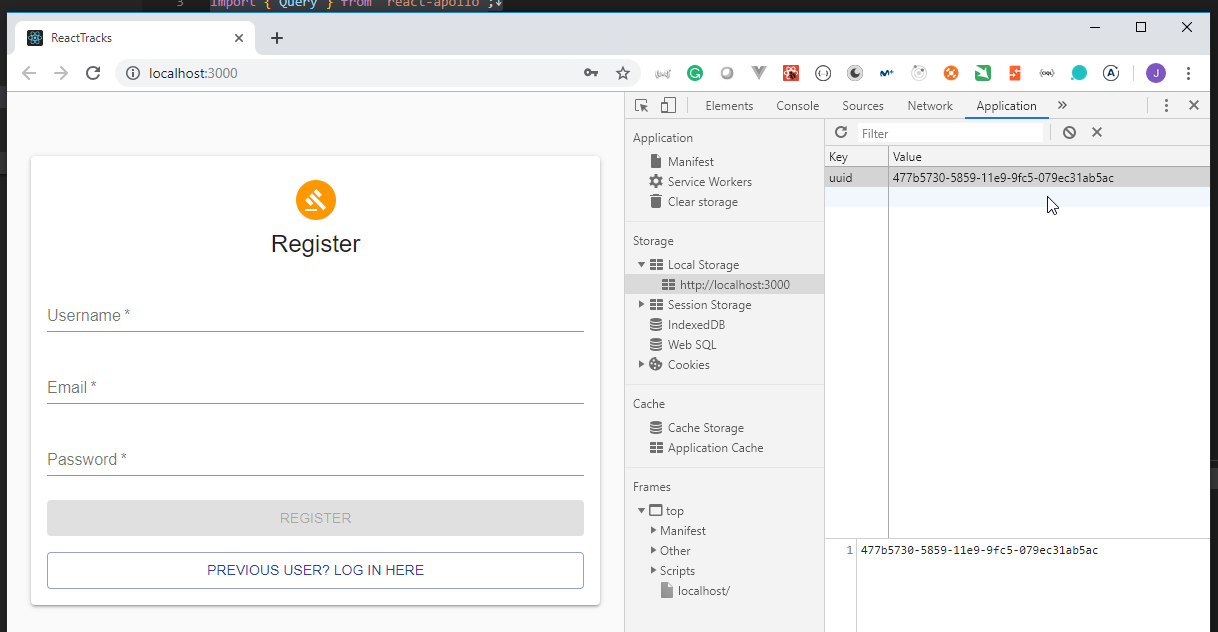 3 import { Query } from "react-apollo";
ReactTracks
localhost:3000
J
Elements Console Sources Network Application
Application
Manifest
Service Workers
Clear storage
Storage
Local Storage
http://localhost:3000
Session Storage
IndexedDB
Web SQL
Cookies
Cache
Cache Storage
Application Cache
Frames
top
Manifest
Other
Scripts
localhost/
Filter
Key Value
uuid 477b5730-5859-11e9-9fc5-079ec31ab5ac
1 477b5730-5859-11e9-9fc5-079ec31ab5ac
Register
Username *
Email *
Password *
REGISTER
PREVIOUS USER? LOG IN HERE